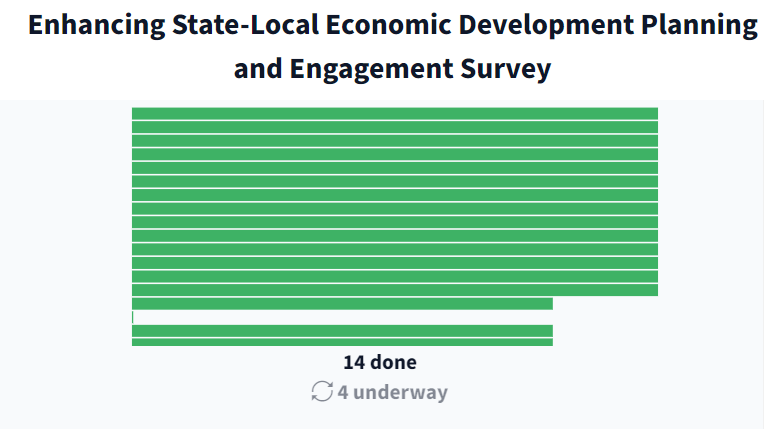 Enhancing State-Local Economic Development Planning
and Engagement Survey
14 done
4 underway